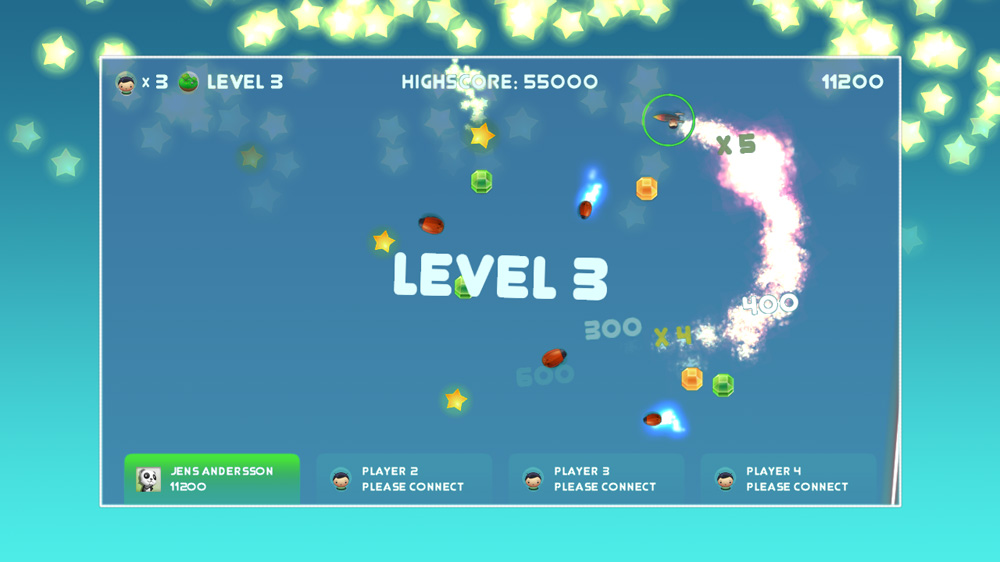 x 3 LEVEL 3 HIGHSCORE: 55000 11200
X 5
LEVEL 3
400
300 X 4
600
JENS ANDERSSON
11200
PLAYER 2
PLEASE CONNECT
PLAYER 3
PLEASE CONNECT
PLAYER 4
PLEASE CONNECT